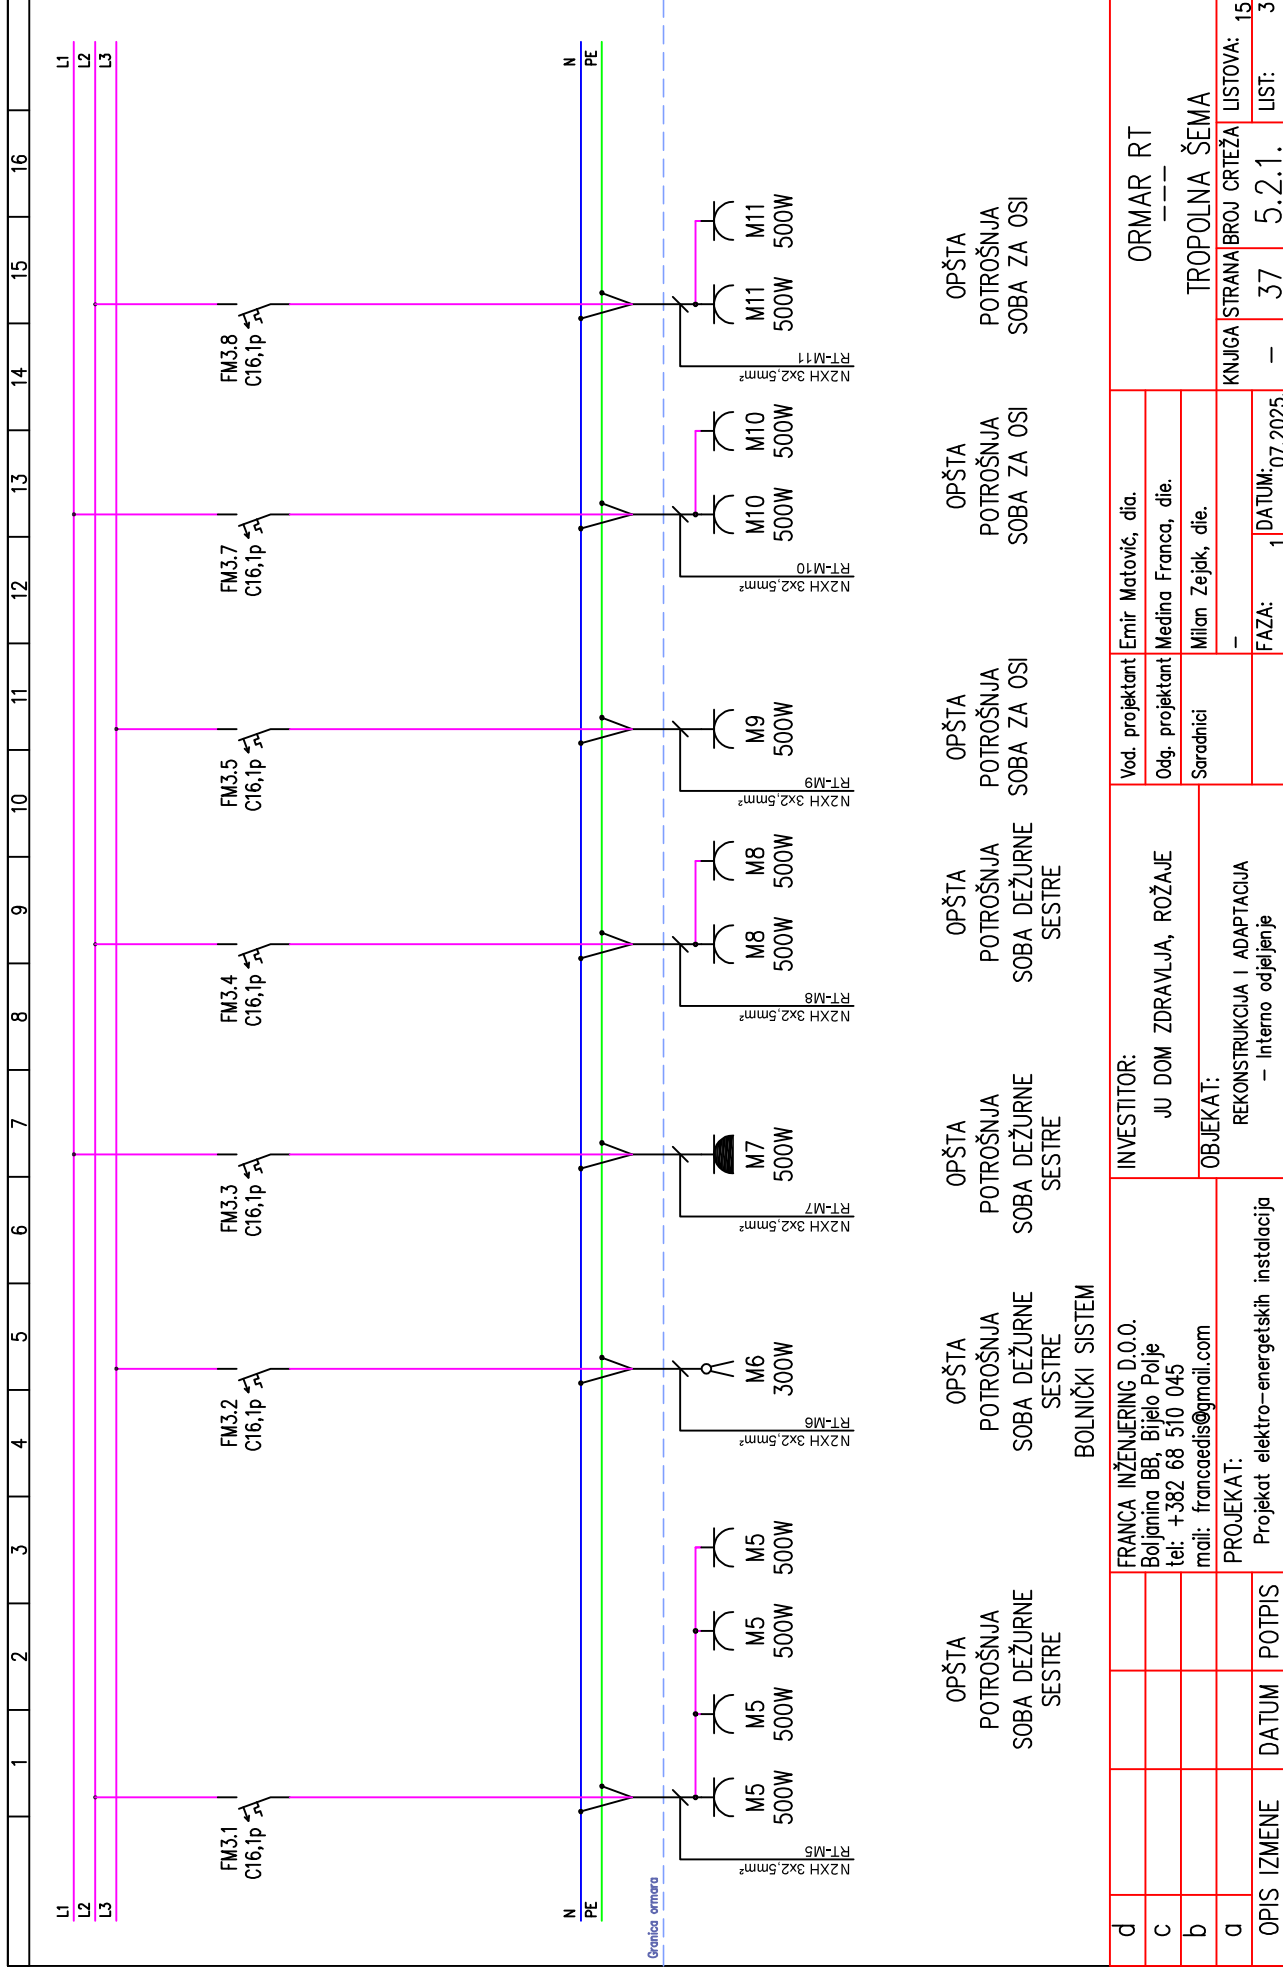 1 2 3 4 5 6 7 8 9 10 11 12 13 14 15 16
L1 L1
L2 L2
L3 L3
FM3.1
C16,1p
FM3.2
C16,1p
FM3.3
C16,1p
FM3.4
C16,1p
FM3.5
C16,1p
FM3.7
C16,1p
FM3.8
C16,1p
N N
PE PE
Granica ormara
RT-M5
N2XH 3x2,5mm²
M5
500W
M5
500W
M5
500W
M5
500W
RT-M6
N2XH 3x2,5mm²
M6
300W
RT-M7
N2XH 3x2,5mm²
M7
500W
RT-M8
N2XH 3x2,5mm²
M8
500W
M8
500W
RT-M9
N2XH 3x2,5mm²
M9
500W
RT-M10
N2XH 3x2,5mm²
M10
500W
M10
500W
RT-M11
N2XH 3x2,5mm²
M11
500W
M11
500W
OPŠTA
POTROŠNJA
SOBA DEŽURNE
SESTRE
OPŠTA
POTROŠNJA
SOBA DEŽURNE
SESTRE
BOLNIČKI SISTEM
OPŠTA
POTROŠNJA
SOBA DEŽURNE
SESTRE
OPŠTA
POTROŠNJA
SOBA DEŽURNE
SESTRE
OPŠTA
POTROŠNJA
SOBA ZA OSI
OPŠTA
POTROŠNJA
SOBA ZA OSI
OPŠTA
POTROŠNJA
SOBA ZA OSI
d
c
b
a
OPIS IZMENE DATUM POTPIS
FRANCA INŽENJERING D.O.O.
Boljanina BB, Bijelo Polje
tel: +382 68 510 045
mail: francaedis@gmail.com
PROJEKAT:
Projekat elektro-energetskih instalacija
INVESTITOR:
JU DOM ZDRAVLJA, ROŽAJE
OBJEKAT:
REKONSTRUKCIJA I ADAPTACIJA
- Interno odjeljenje
Vod. projektant Emir Matović, dia.
Odg. projektant Medina Franca, die.
Saradnici Milan Zejak, die.
-
FAZA: 1 DATUM: 07.2025.
ORMAR RT
---
TROPOLNA ŠEMA
KNJIGA STRANA BROJ CRTEŽA LISTOVA: 15
- 37 5.2.1. LIST: 3